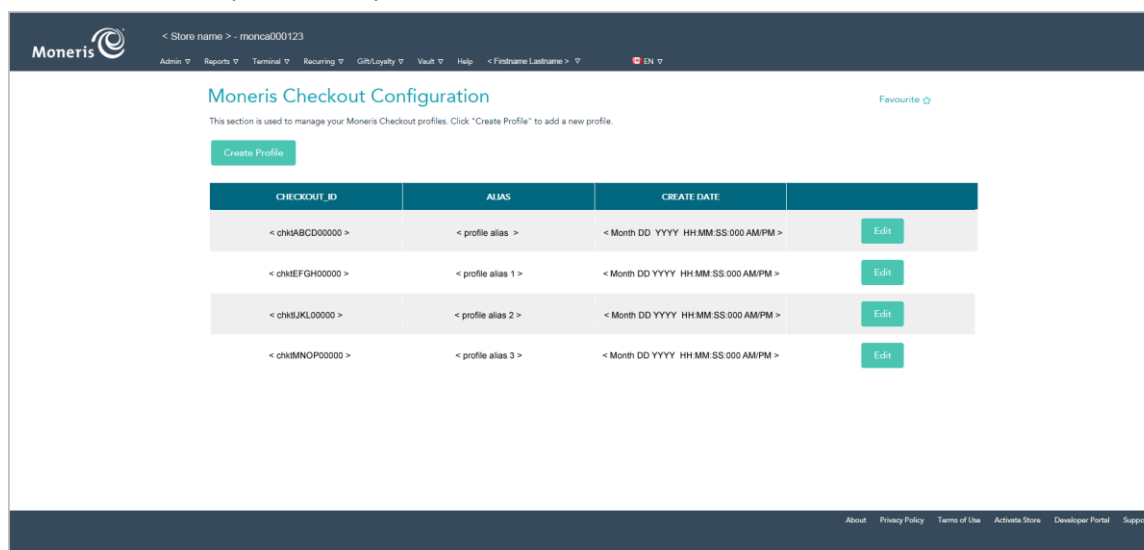 Moneris
< Store name > - monca000123
Admin ▽ Reports ▽ Terminal ▽ Recurring ▽ Gift/Loyalty ▽ Vault ▽ Help < Firstname Lastname > ▽ EN ▽
Moneris Checkout Configuration
Favourite ☆
This section is used to manage your Moneris Checkout profiles. Click "Create Profile" to add a new profile.
Create Profile
CHECKOUT_ID ALIAS CREATE DATE
< chktABCD00000 > < profile alias > < Month DD YYYY HH:MM:SS:000 AM/PM > Edit
< chktEFGH00000 > < profile alias 1 > < Month DD YYYY HH:MM:SS:000 AM/PM > Edit
< chktIJKL00000 > < profile alias 2 > < Month DD YYYY HH:MM:SS:000 AM/PM > Edit
< chktMNOP00000 > < profile alias 3 > < Month DD YYYY HH:MM:SS:000 AM/PM > Edit
About Privacy Policy Terms of Use Activate Store Developer Portal Suppo